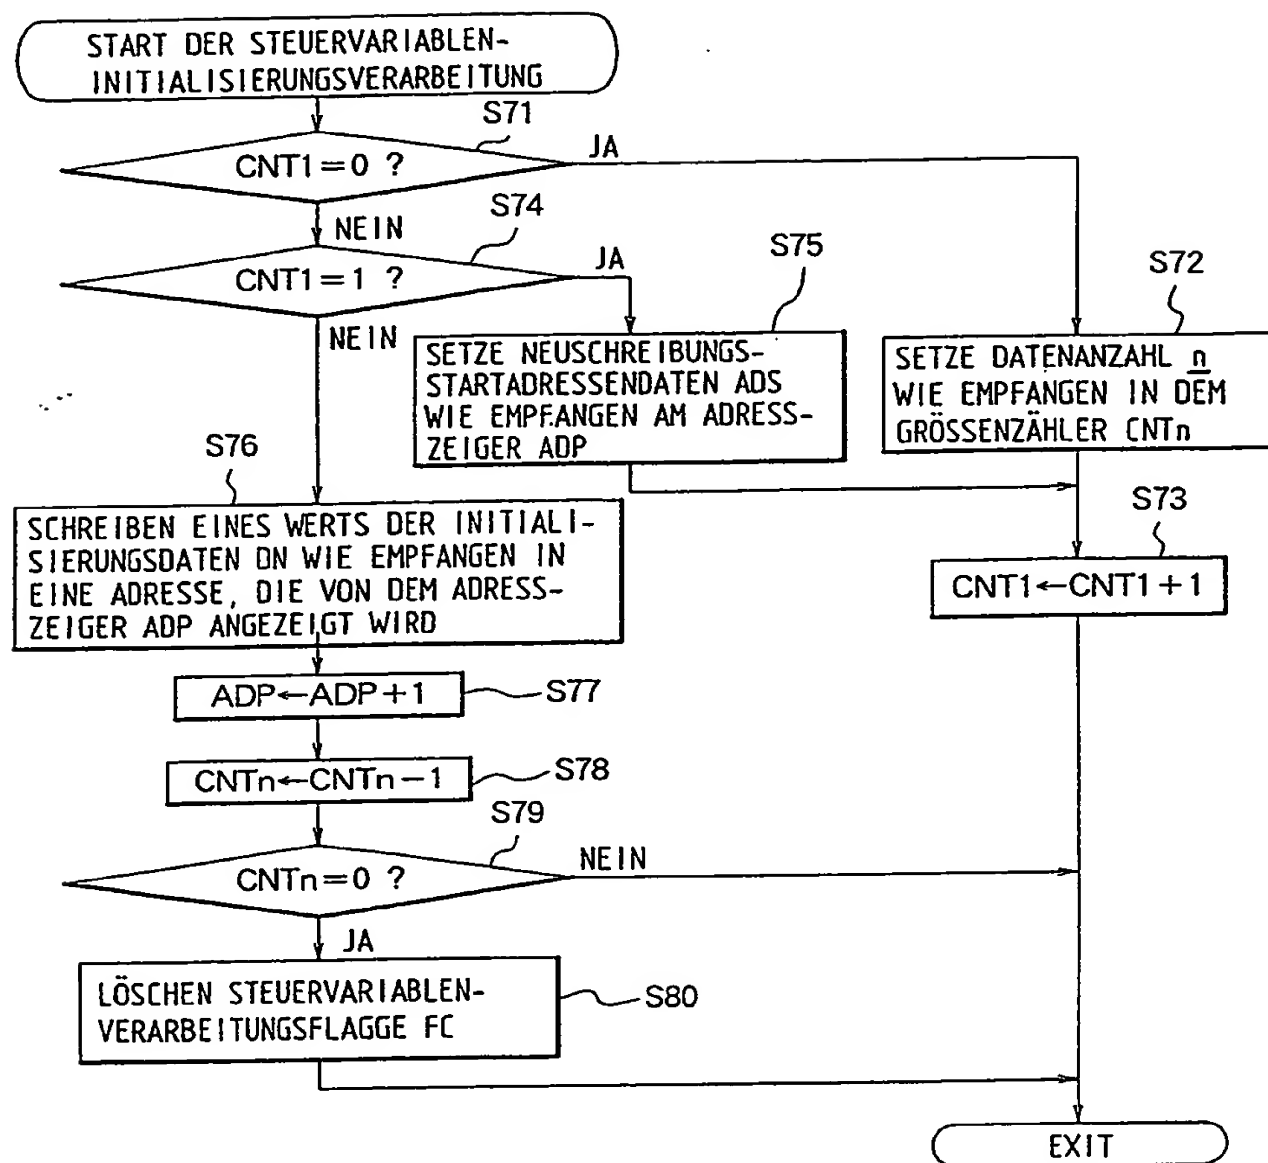 START DER STEUERVARIABLEN-
INITIALISIERUNGSVERARBEITUNG
S71
CNT1=0 ?
JA
NEIN
S74
CNT1=1 ?
JA
NEIN
S75
SETZE NEUSCHREIBUNGS-
STARTADRESSENDATEN ADS
WIE EMPFANGEN AM ADRESS-
ZEIGER ADP
S72
SETZE DATENANZAHL n
WIE EMPFANGEN IN DEM
GRÖSSENZÄHLER CNTn
S73
CNT1←CNT1+1
S76
SCHREIBEN EINES WERTS DER INITIALI-
SIERUNGSDATEN DN WIE EMPFANGEN IN
EINE ADRESSE, DIE VON DEM ADRESS-
ZEIGER ADP ANGEZEIGT WIRD
ADP←ADP+1
S77
CNTn←CNTn-1
S78
S79
CNTn=0 ?
NEIN
JA
LÖSCHEN STEUERVARIABLEN-
VERARBEITUNGSFLAGGE FC
S80
EXIT